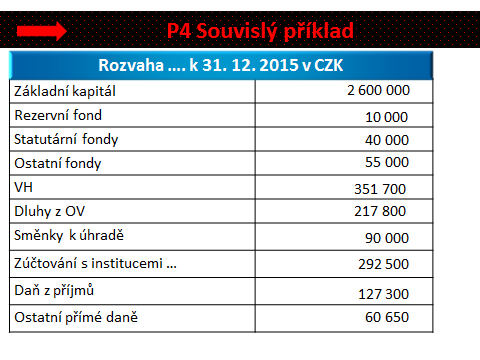 P4 Souvislý příklad
Rozvaha .... k 31. 12. 2015 v CZK
Základní kapitál 2 600 000
Rezervní fond 10 000
Statutární fondy 40 000
Ostatní fondy 55 000
VH 351 700
Dluhy z OV 217 800
Směnky k úhradě 90 000
Zúčtování s institucemi ... 292 500
Daň z příjmů 127 300
Ostatní přímé daně 60 650